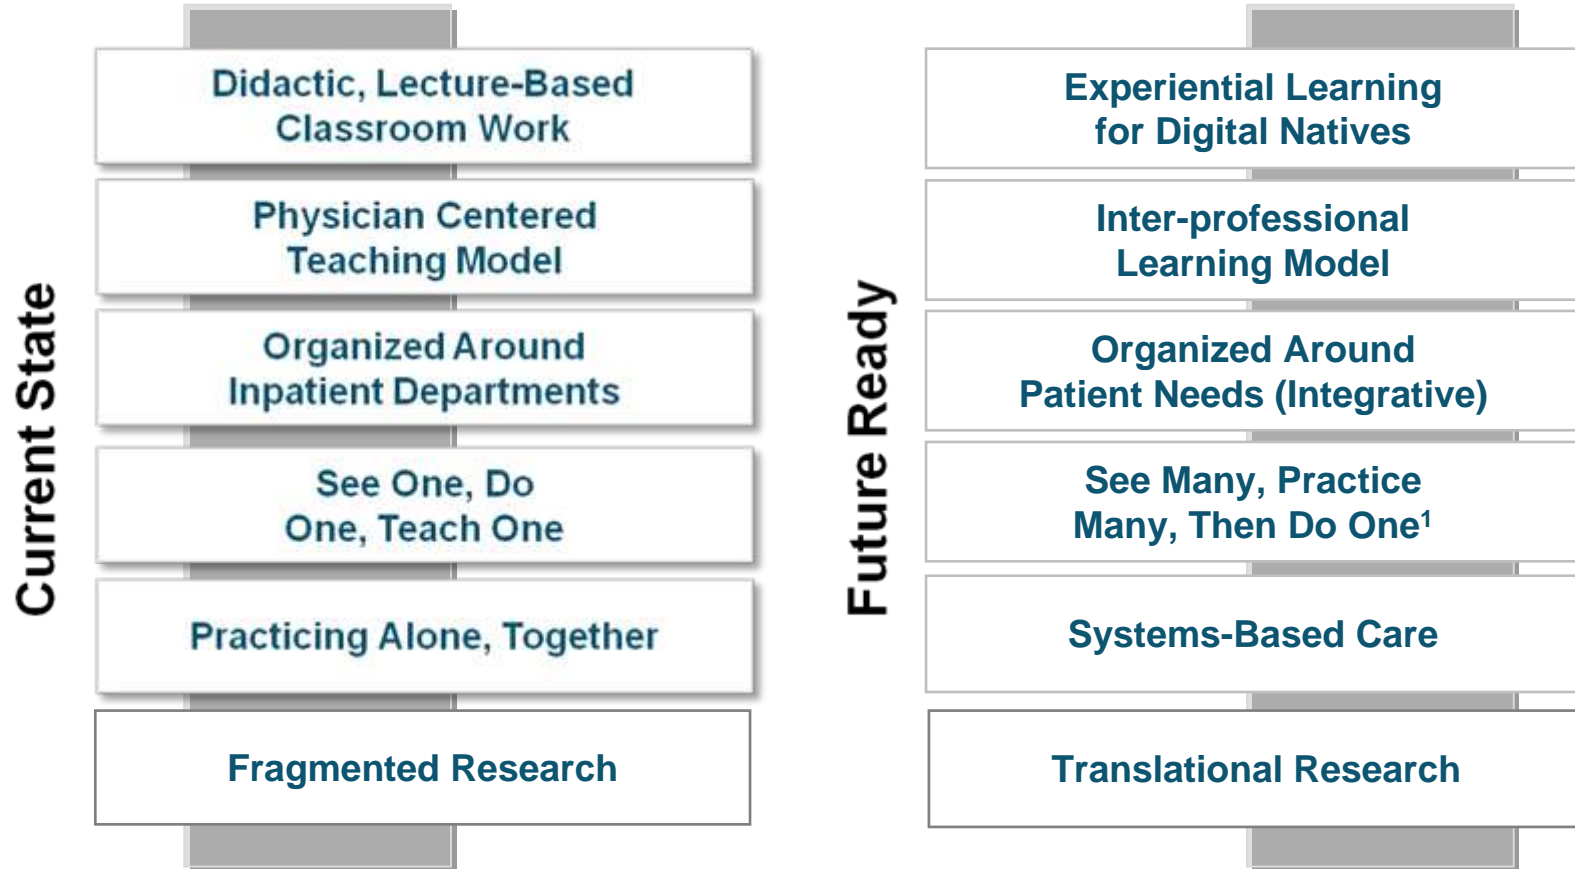 Current State
Didactic, Lecture-Based
Classroom Work
Physician Centered
Teaching Model
Organized Around
Inpatient Departments
See One, Do
One, Teach One
Practicing Alone, Together
Fragmented Research
Future Ready
Experiential Learning
for Digital Natives
Inter-professional
Learning Model
Organized Around
Patient Needs (Integrative)
See Many, Practice
Many, Then Do One¹
Systems-Based Care
Translational Research